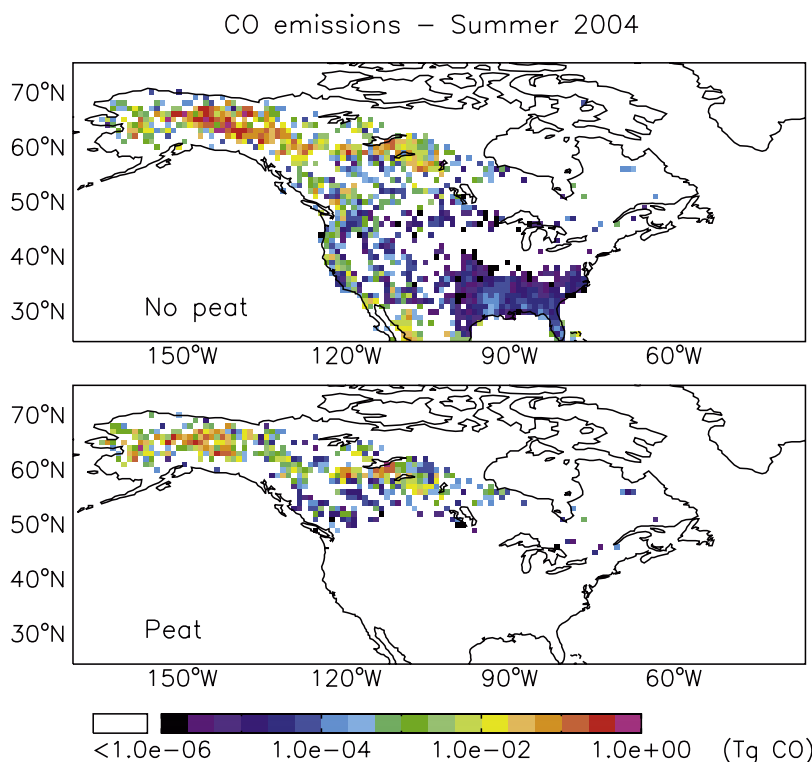 CO emissions - Summer 2004
70°N
60°N
50°N
40°N
30°N
No peat
150°W 120°W 90°W 60°W
70°N
60°N
50°N
40°N
30°N
Peat
150°W 120°W 90°W 60°W
<1.0e-06 1.0e-04 1.0e-02 1.0e+00 (Tg CO)